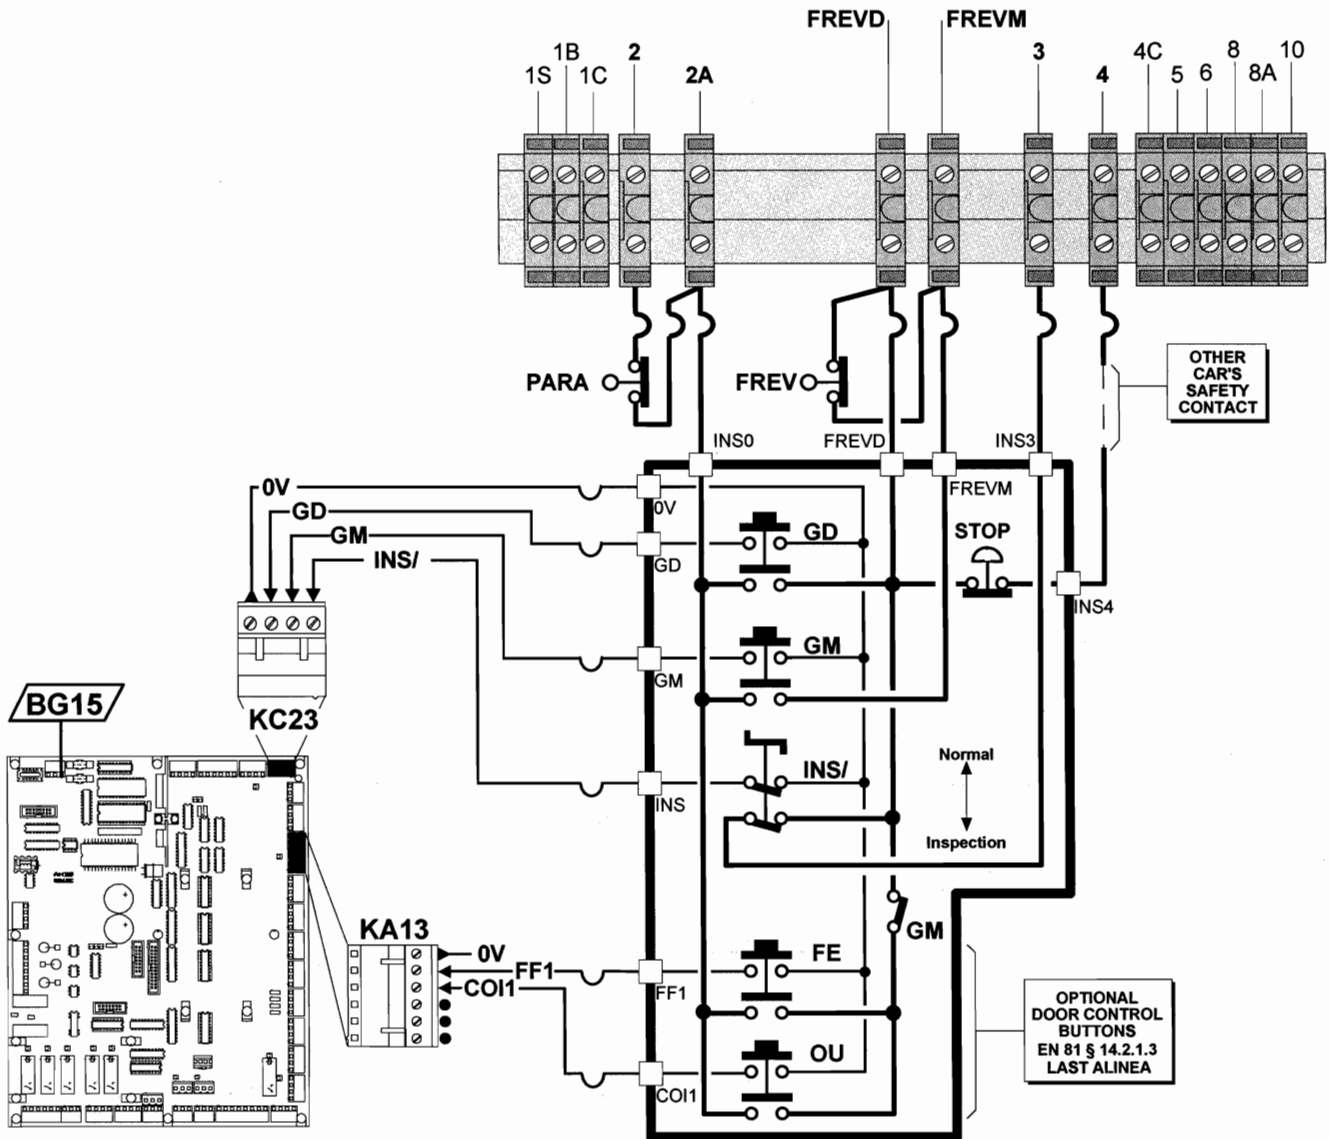 FREVD
FREVM
1S
1B
1C
2
2A
3
4
4C
5
6
8
8A
10
PARA
FREV
OTHER
CAR'S
SAFETY
CONTACT
INS0
FREVD
INS3
FREVM
0V
0V
GD
GD
GD
STOP
GM
INS/
INS4
GM
GM
BG15
KC23
INS/
INS
Normal
Inspection
GM
KA13
0V
FF1
FE
FF1
COI1
OU
COI1
OPTIONAL
DOOR CONTROL
BUTTONS
EN 81 § 14.2.1.3
LAST ALINEA